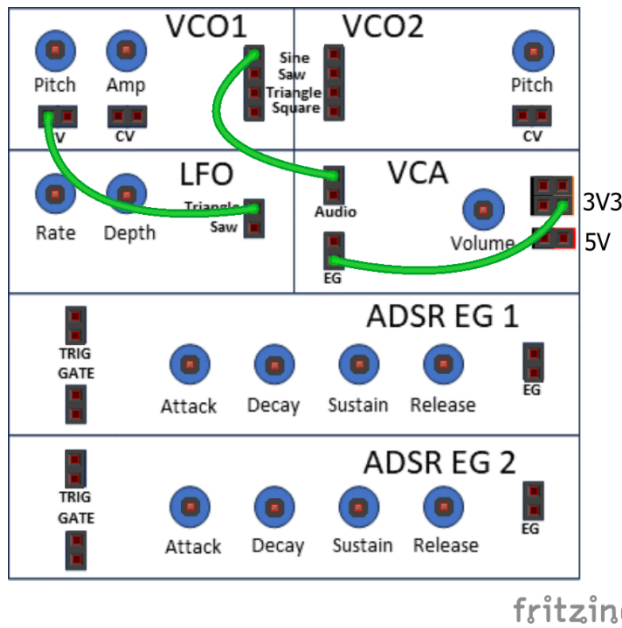 VCO1
VCO2
Sine
Saw
Triangle
Square
Pitch
Amp
Pitch
CV
CV
LFO
VCA
Triangle
Saw
Audio
3V3
Rate
Depth
Volume
5V
EG
ADSR EG 1
TRIG
GATE
Attack
Decay
Sustain
Release
EG
ADSR EG 2
TRIG
GATE
Attack
Decay
Sustain
Release
EG